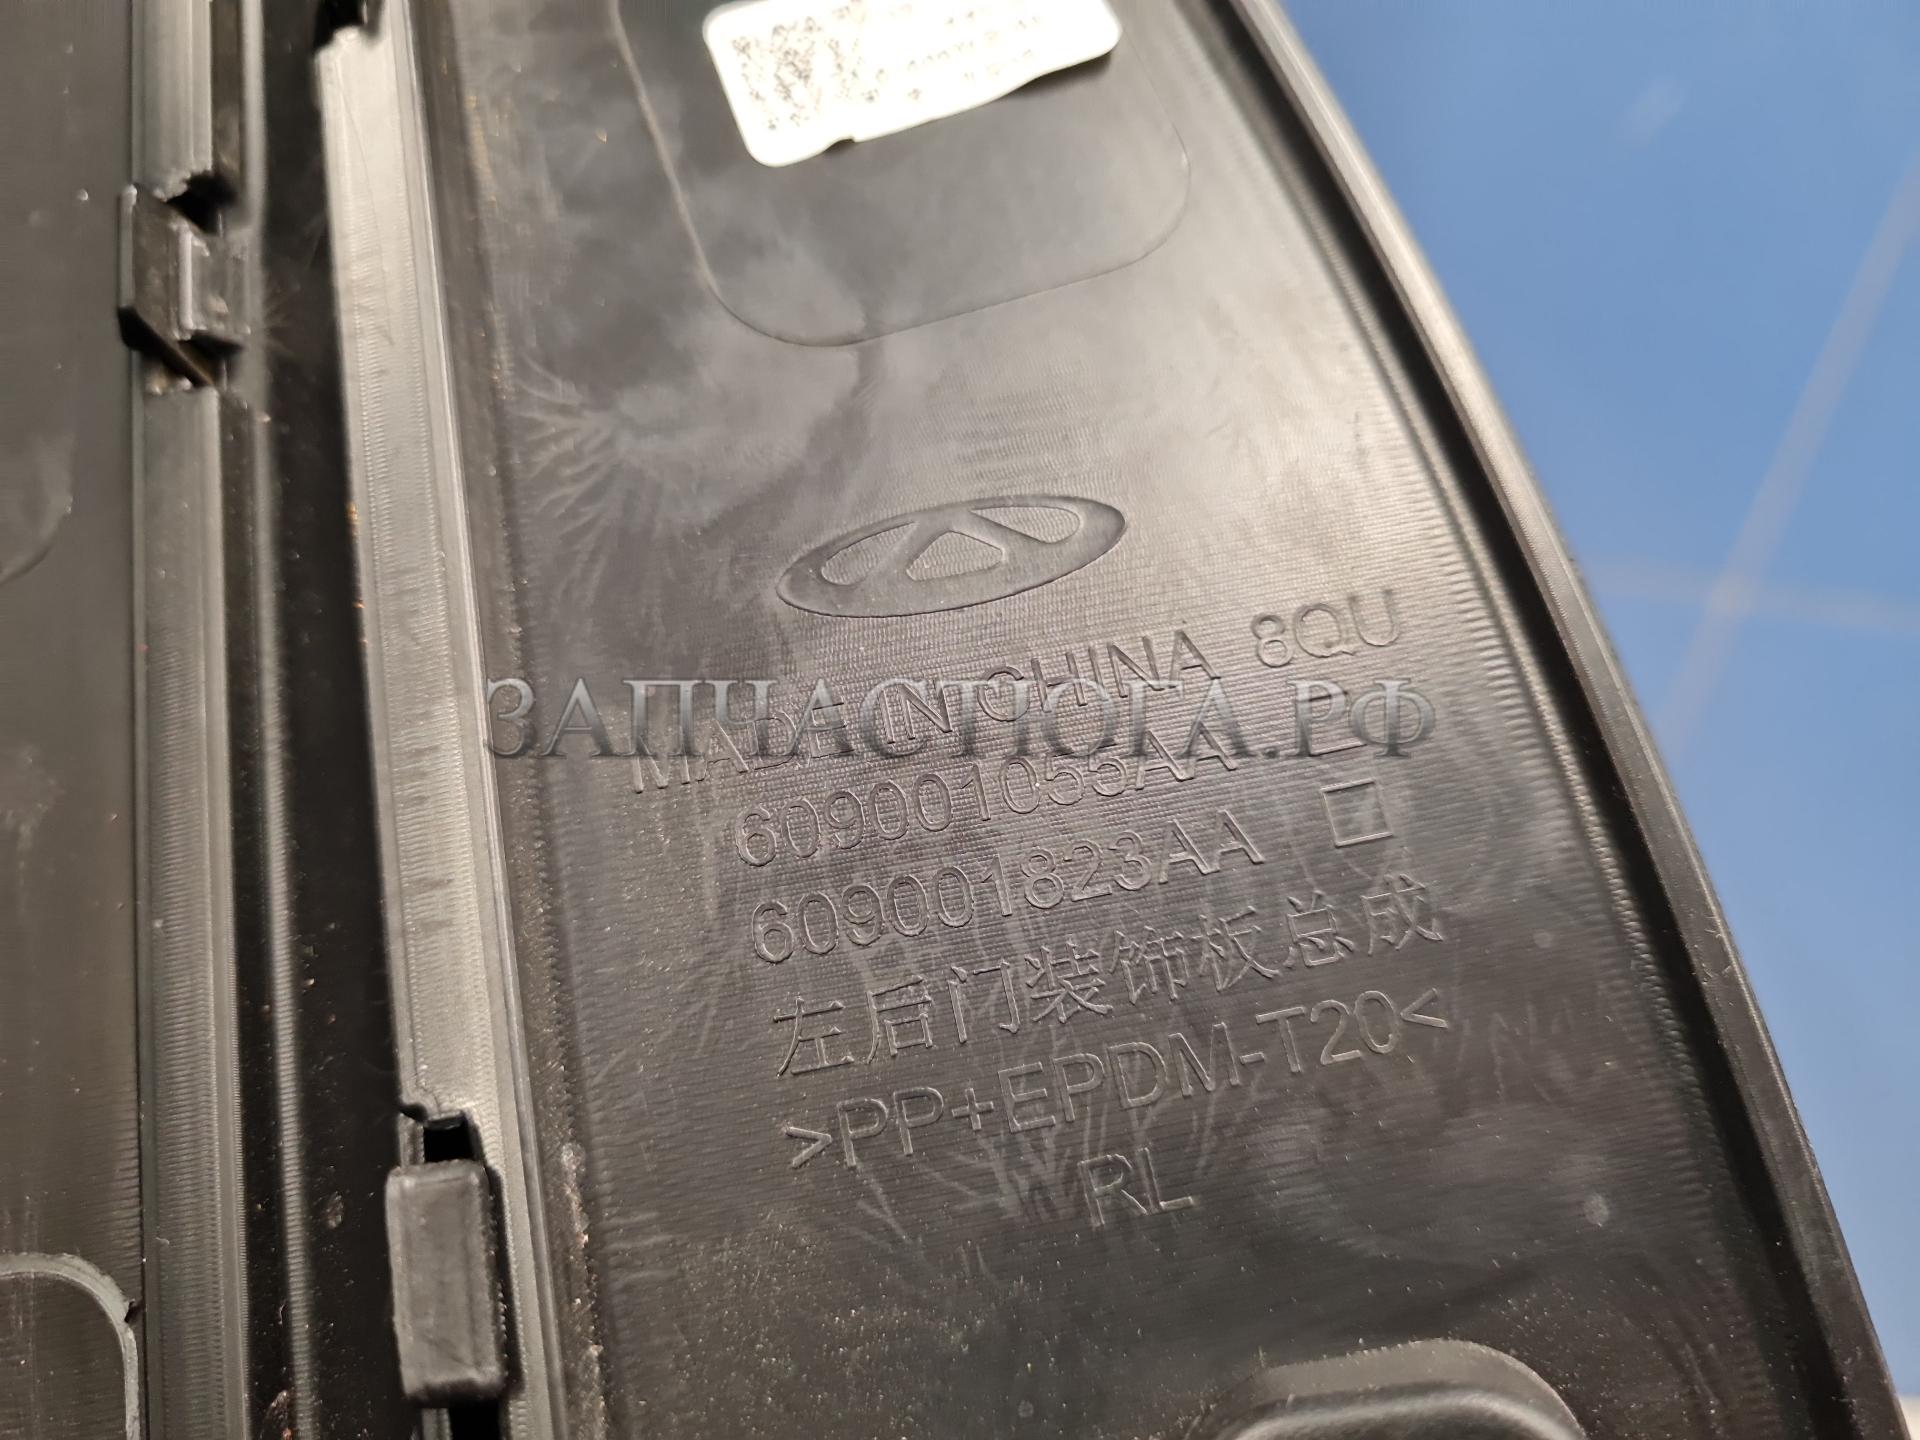 MADE IN CHINA 8QU
ЗАПЧАСТЮГА.РФ
609001055AA □
609001823AA □
左后门装饰板总成
>PP+EPDM-T20<
RL